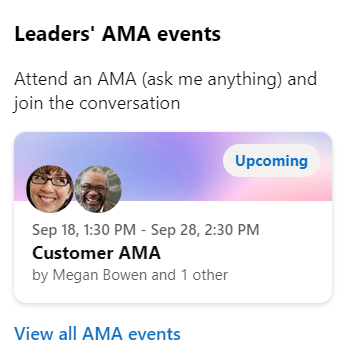 Leaders' AMA events
Attend an AMA (ask me anything) and
join the conversation
Upcoming
Sep 18, 1:30 PM - Sep 28, 2:30 PM
Customer AMA
by Megan Bowen and 1 other
View all AMA events